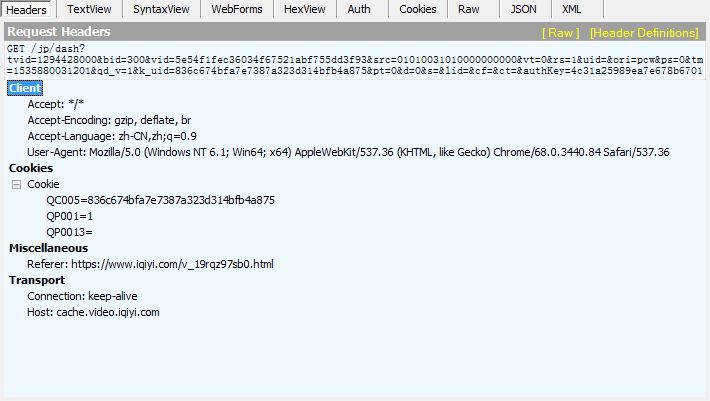 Headers TextView SyntaxView WebForms HexView Auth Cookies Raw JSON XML
Request Headers [ Raw ] [Header Definitions]
GET /jp/dash?
tvid=1294428000&bid=300&vid=5e54f1fec36034f67521abf755dd3f93&src=01010031010000000000&vt=0&rs=1&uid=&ori=pcw&ps=0&tm
=1535880031201&qd_v=1&k_uid=836c674bfa7e7387a323d314bfb4a875&pt=0&d=0&s=&lid=&cf=&ct=&authKey=4c31a25989ea7e678b6701
Client
Accept: */*
Accept-Encoding: gzip, deflate, br
Accept-Language: zh-CN,zh;q=0.9
User-Agent: Mozilla/5.0 (Windows NT 6.1; Win64; x64) AppleWebKit/537.36 (KHTML, like Gecko) Chrome/68.0.3440.84 Safari/537.36
Cookies
Cookie
QC005=836c674bfa7e7387a323d314bfb4a875
QP001=1
QP0013=
Miscellaneous
Referer: https://www.iqiyi.com/v_19rqz97sb0.html
Transport
Connection: keep-alive
Host: cache.video.iqiyi.com